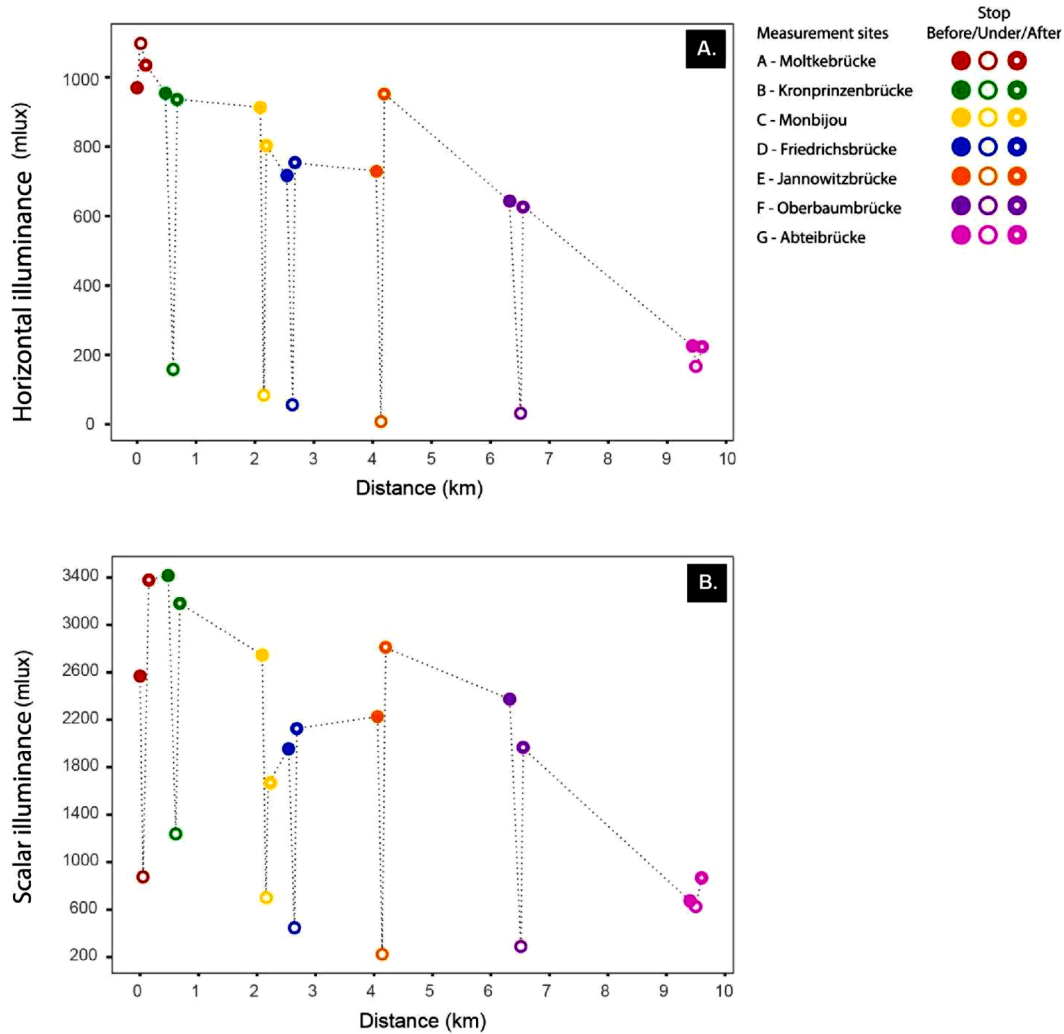 A.
Horizontal illuminance (mlux)
1000
800
600
400
200
0
0 1 2 3 4 5 6 7 8 9 10
Distance (km)
Stop
Measurement sites Before/Under/After
A - Moltkebrücke
B - Kronprinzenbrücke
C - Monbijou
D - Friedrichsbrücke
E - Jannowitzbrücke
F - Oberbaumbrücke
G - Abteibrücke
B.
Scalar illuminance (mlux)
3400
3000
2600
2200
1800
1400
1000
600
200
0 1 2 3 4 5 6 7 8 9 10
Distance (km)